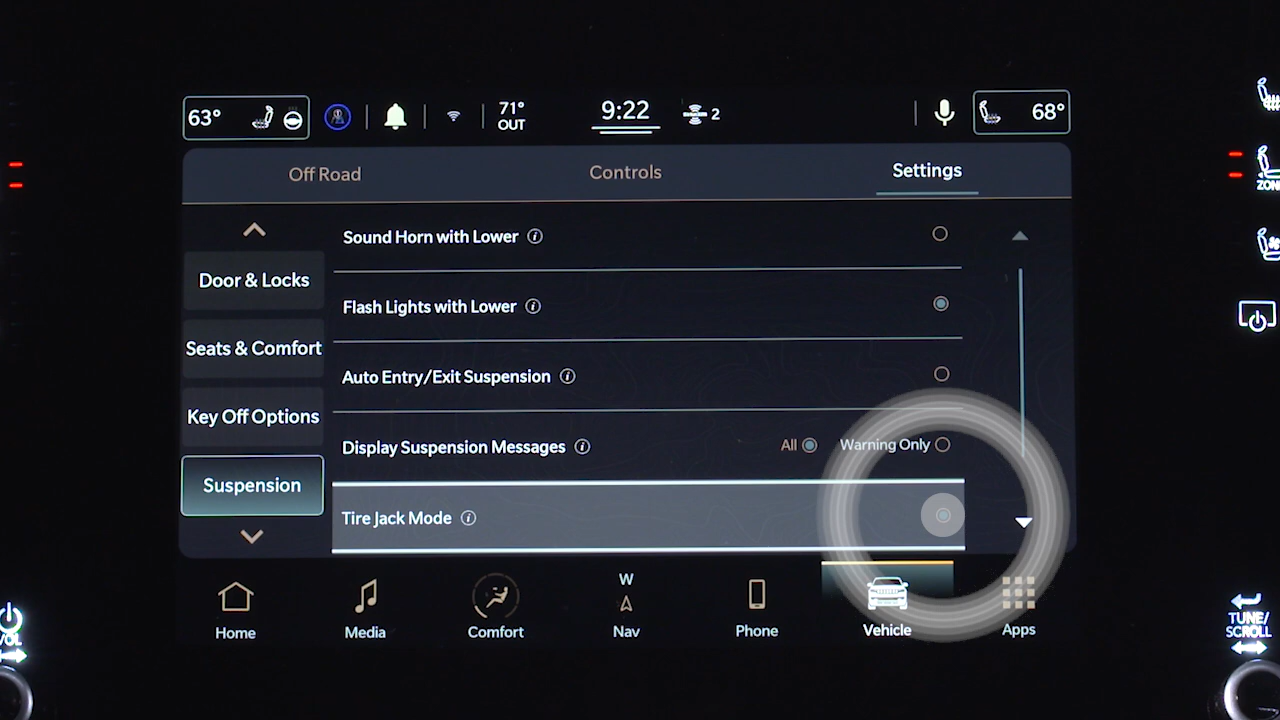 63°
71°
OUT
9:22
2
68°
Off Road
Controls
Settings
Door & Locks
Seats & Comfort
Key Off Options
Suspension
Sound Horn with Lower
Flash Lights with Lower
Auto Entry/Exit Suspension
Display Suspension Messages
All
Warning Only
Tire Jack Mode
Home
Media
Comfort
W
Nav
Phone
Vehicle
Apps
VOL
TUNE/
SCROLL